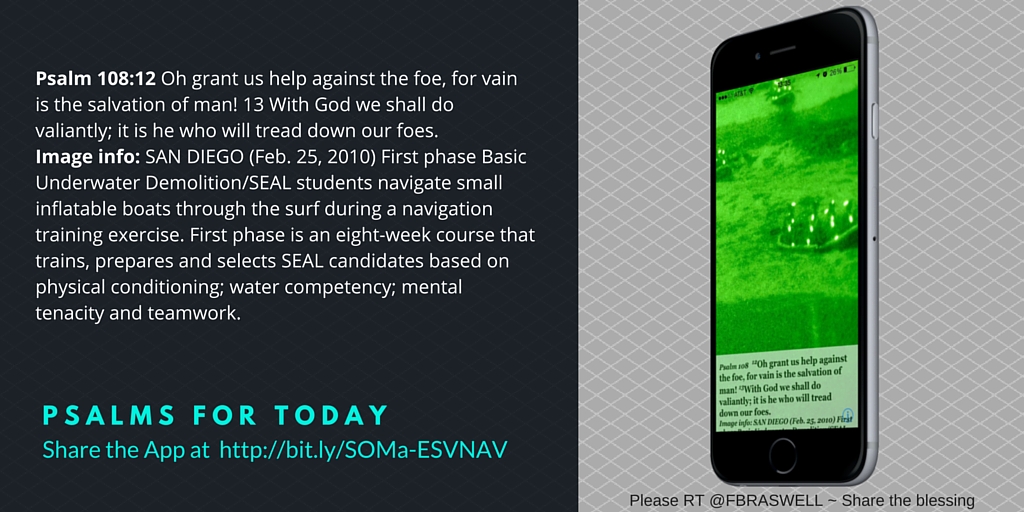 Psalm 108:12 Oh grant us help against the foe, for vain
is the salvation of man! 13 With God we shall do
valiantly; it is he who will tread down our foes.
Image info: SAN DIEGO (Feb. 25, 2010) First phase Basic
Underwater Demolition/SEAL students navigate small
inflatable boats through the surf during a navigation
training exercise. First phase is an eight-week course that
trains, prepares and selects SEAL candidates based on
physical conditioning; water competency; mental
tenacity and teamwork.
PSALMS FOR TODAY
Share the App at http://bit.ly/SOMa-ESVNAV
26%
Psalm 108 12Oh grant us help against
the foe, for vain is the salvation of
man! 13With God we shall do
valiantly; it is he who will tread
down our foes.
Image info: SAN DIEGO (Feb. 25, 2010) First
Please RT @FBRASWELL ~ Share the blessing